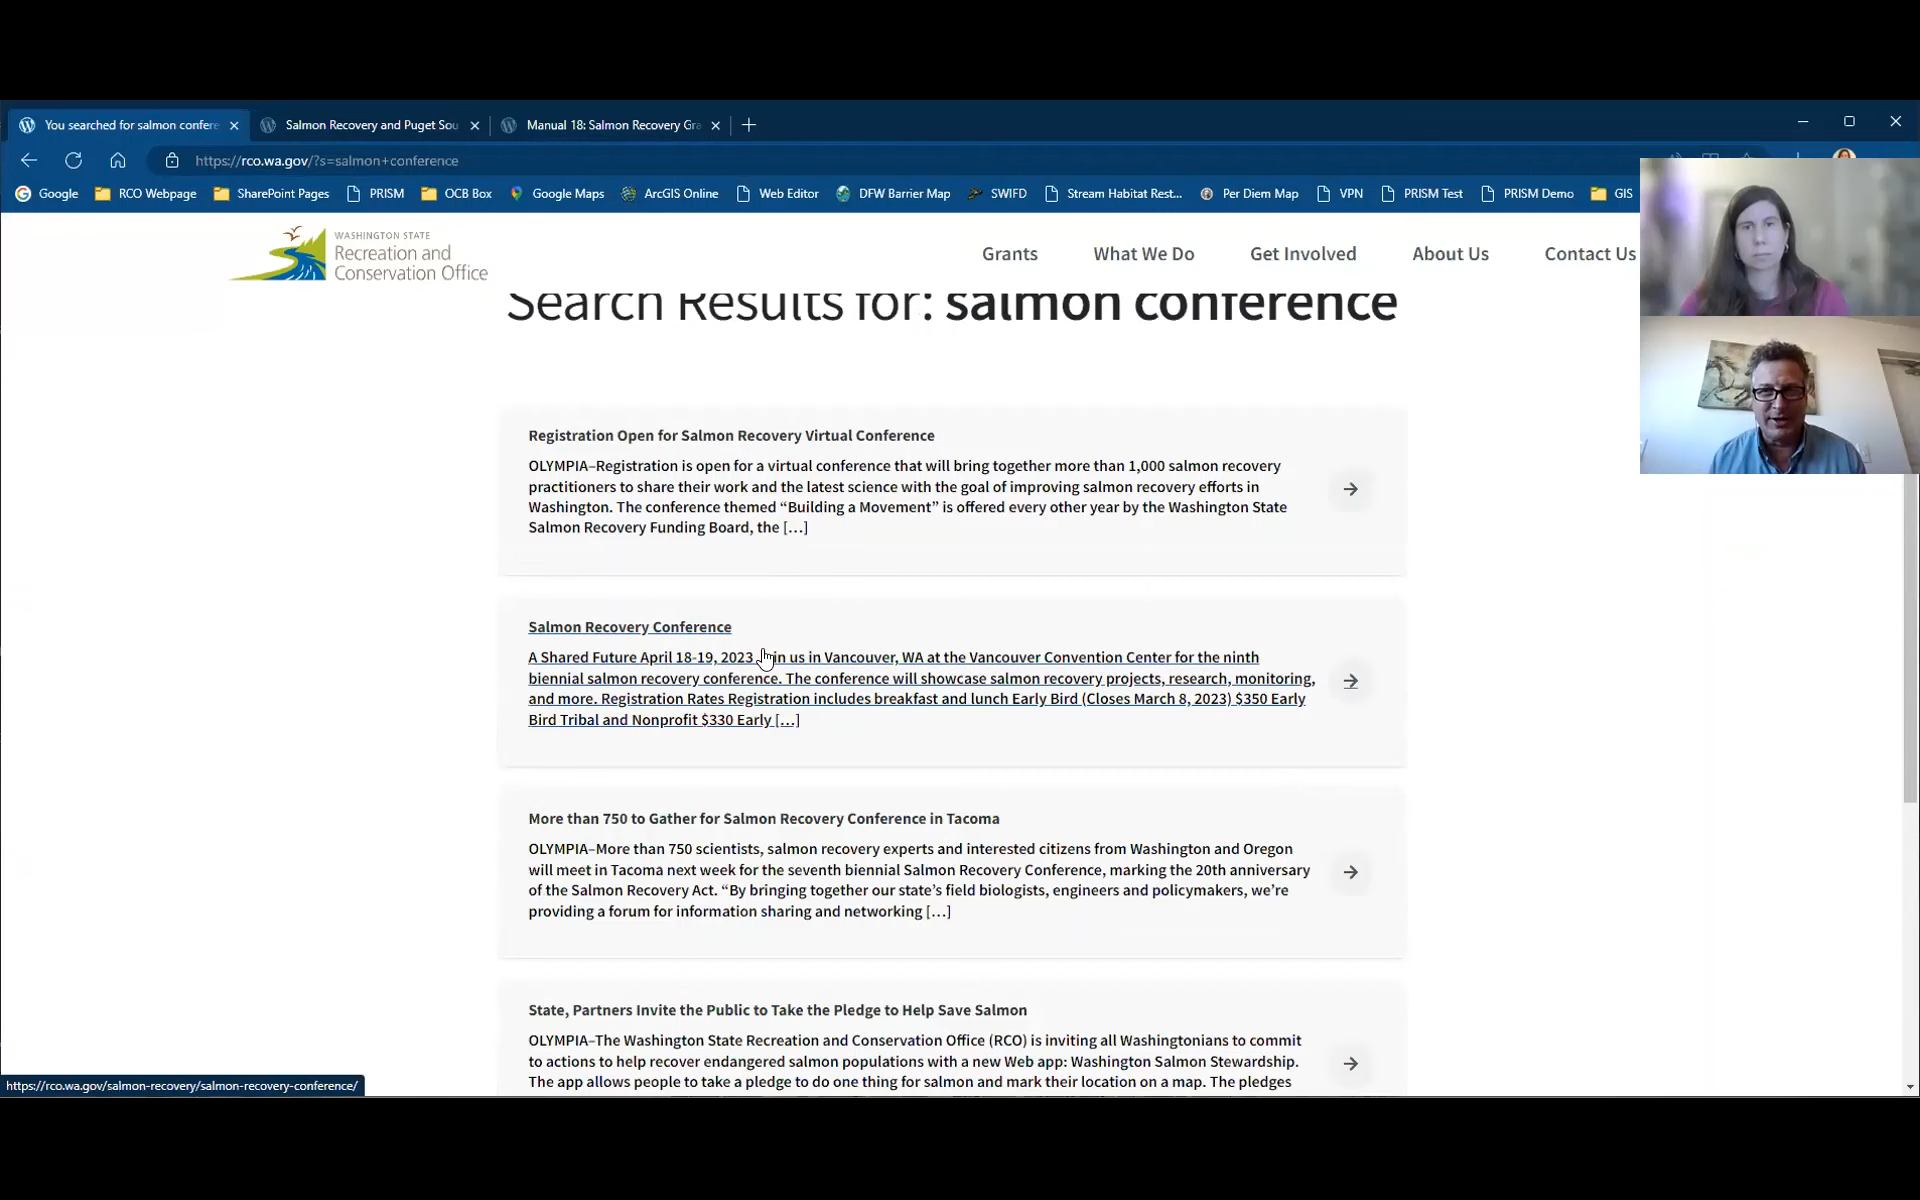 You searched for salmon confere
Salmon Recovery and Puget Sou
Manual 18: Salmon Recovery Gra
https://rco.wa.gov/?s=salmon+conference
Google
RCO Webpage
SharePoint Pages
PRISM
OCB Box
Google Maps
ArcGIS Online
Web Editor
DFW Barrier Map
SWIFD
Stream Habitat Rest...
Per Diem Map
VPN
PRISM Test
PRISM Demo
GIS
WASHINGTON STATE
Recreation and
Conservation Office
Grants
What We Do
Get Involved
About Us
Contact Us
Search Results for: salmon conference
Registration Open for Salmon Recovery Virtual Conference
OLYMPIA–Registration is open for a virtual conference that will bring together more than 1,000 salmon recovery
practitioners to share their work and the latest science with the goal of improving salmon recovery efforts in
Washington. The conference themed “Building a Movement” is offered every other year by the Washington State
Salmon Recovery Funding Board, the […]
Salmon Recovery Conference
A Shared Future April 18-19, 2023 in us in Vancouver, WA at the Vancouver Convention Center for the ninth
biennial salmon recovery conference. The conference will showcase salmon recovery projects, research, monitoring,
and more. Registration Rates Registration includes breakfast and lunch Early Bird (Closes March 8, 2023) $350 Early
Bird Tribal and Nonprofit $330 Early […]
More than 750 to Gather for Salmon Recovery Conference in Tacoma
OLYMPIA–More than 750 scientists, salmon recovery experts and interested citizens from Washington and Oregon
will meet in Tacoma next week for the seventh biennial Salmon Recovery Conference, marking the 20th anniversary
of the Salmon Recovery Act. “By bringing together our state’s field biologists, engineers and policymakers, we’re
providing a forum for information sharing and networking […]
State, Partners Invite the Public to Take the Pledge to Help Save Salmon
OLYMPIA–The Washington State Recreation and Conservation Office (RCO) is inviting all Washingtonians to commit
to actions to help recover endangered salmon populations with a new Web app: Washington Salmon Stewardship.
The app allows people to take a pledge to do one thing for salmon and mark their location on a map. The pledges
https://rco.wa.gov/salmon-recovery/salmon-recovery-conference/